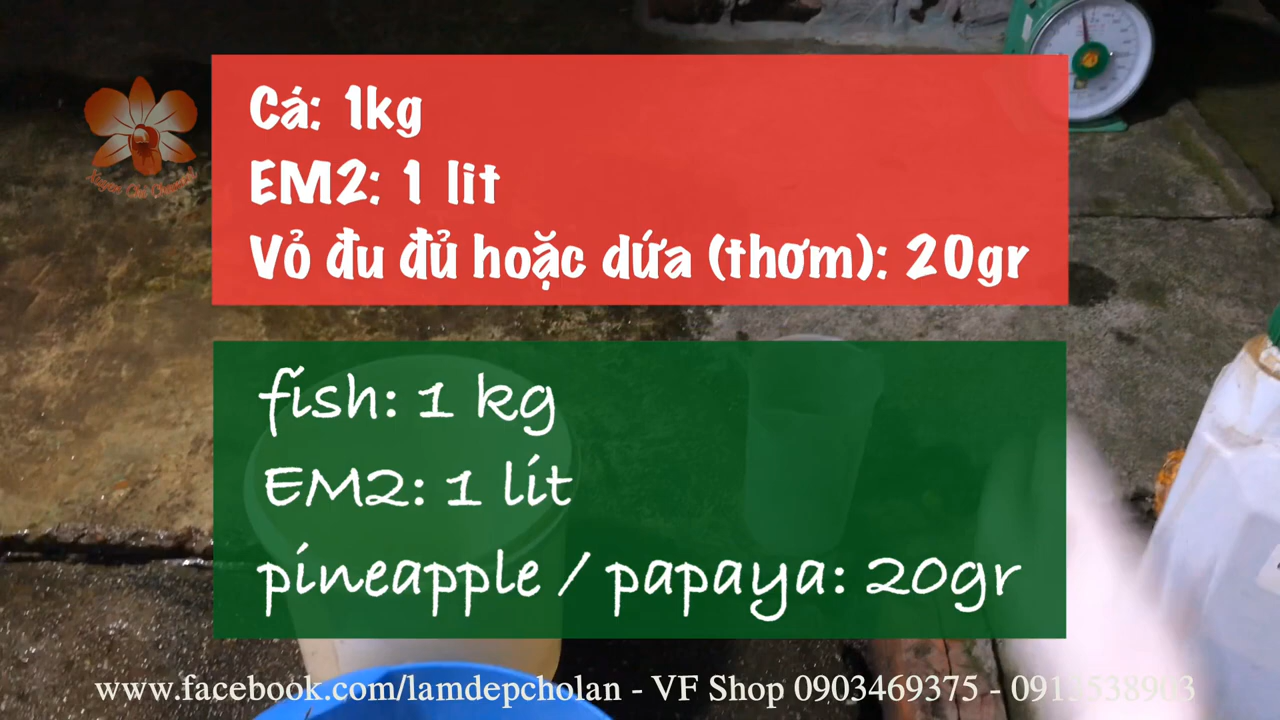 Cá: 1kg
EM2: 1 lit
Vỏ đu đủ hoặc dứa (thơm): 20gr
fish: 1 kg
EM2: 1 lit
pineapple / papaya: 20gr
www.facebook.com/lamdepcholan - VF Shop 0903469375 - 0913538903